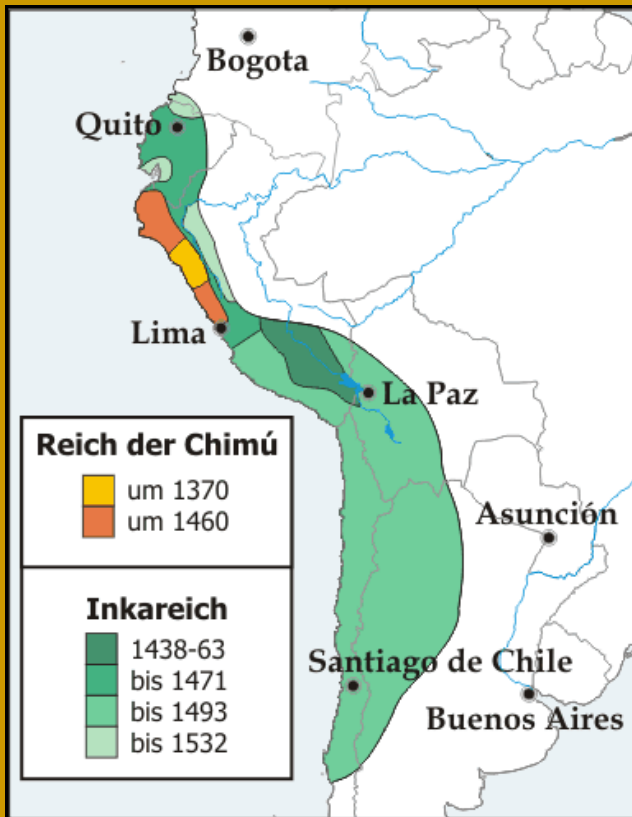 Bogota
Quito
Lima
La Paz
Reich der Chimú
um 1370
um 1460
Asunción
Inkareich
1438-63
bis 1471
bis 1493
bis 1532
Santiago de Chile
Buenos Aires